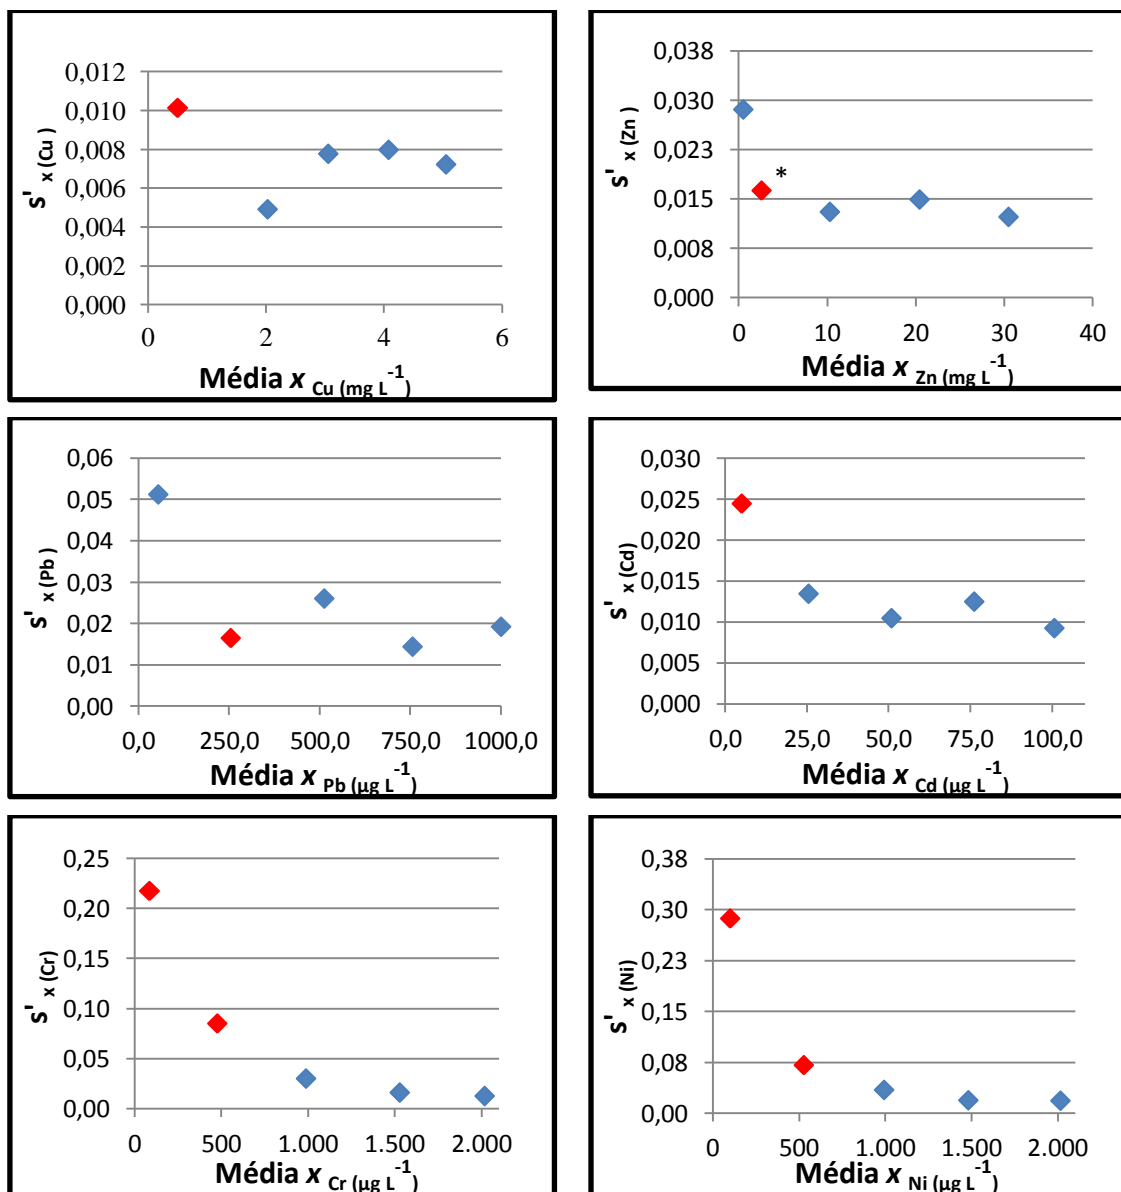 0,012
0,010
0,008
0,006
0,004
0,002
0,000
s' x (Cu )
0 2 4 6
Média x Cu (mg L-1)
0,038
0,030
0,023
0,015
0,008
0,000
s' x (Zn)
*
0 10 20 30 40
Média x Zn (mg L-1)
0,06
0,05
0,04
0,03
0,02
0,01
0,00
s' x (Pb )
0,0 250,0 500,0 750,0 1000,0
Média x Pb (µg L-1)
0,030
0,025
0,020
0,015
0,010
0,005
0,000
s' x (Cd)
0,0 25,0 50,0 75,0 100,0
Média x Cd (µg L-1)
0,25
0,20
0,15
0,10
0,05
0,00
s' x (Cr)
0 500 1.000 1.500 2.000
Média x Cr (µg L-1)
0,38
0,30
0,23
0,15
0,08
0,00
s' x (Ni)
0 500 1.000 1.500 2.000
Média x Ni (µg L-1)